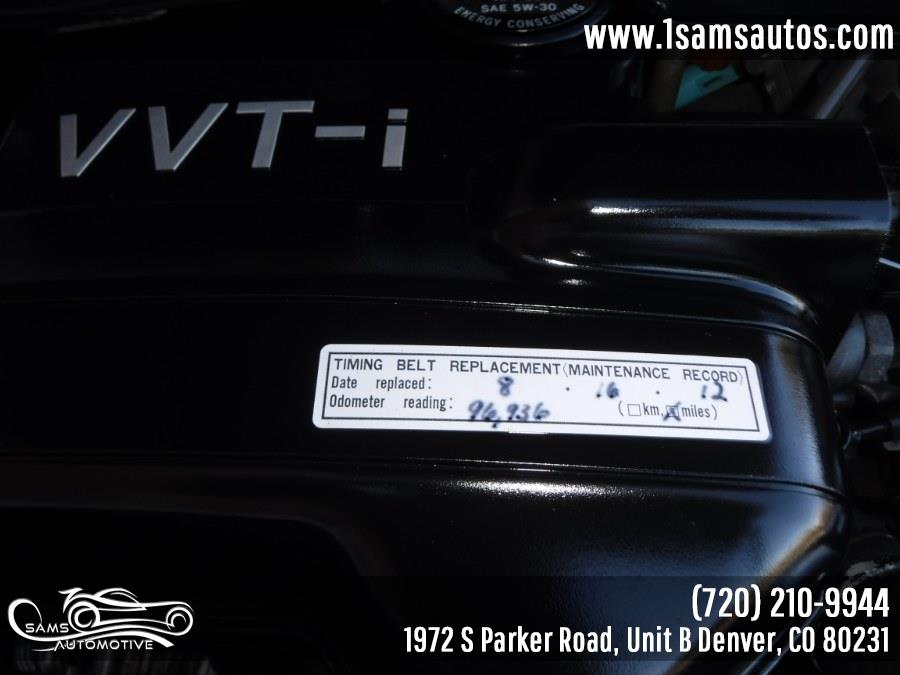 SAE 5W-30
ENERGY CONSERVING
www.1samsautos.com
VVT-i
TIMING BELT REPLACEMENT (MAINTENANCE RECORD)
Date replaced: 8 . 16 . 12
Odometer reading: 96,936 (□km, ☒miles)
SAMS
AUTOMOTIVE
(720) 210-9944
1972 S Parker Road, Unit B Denver, CO 80231